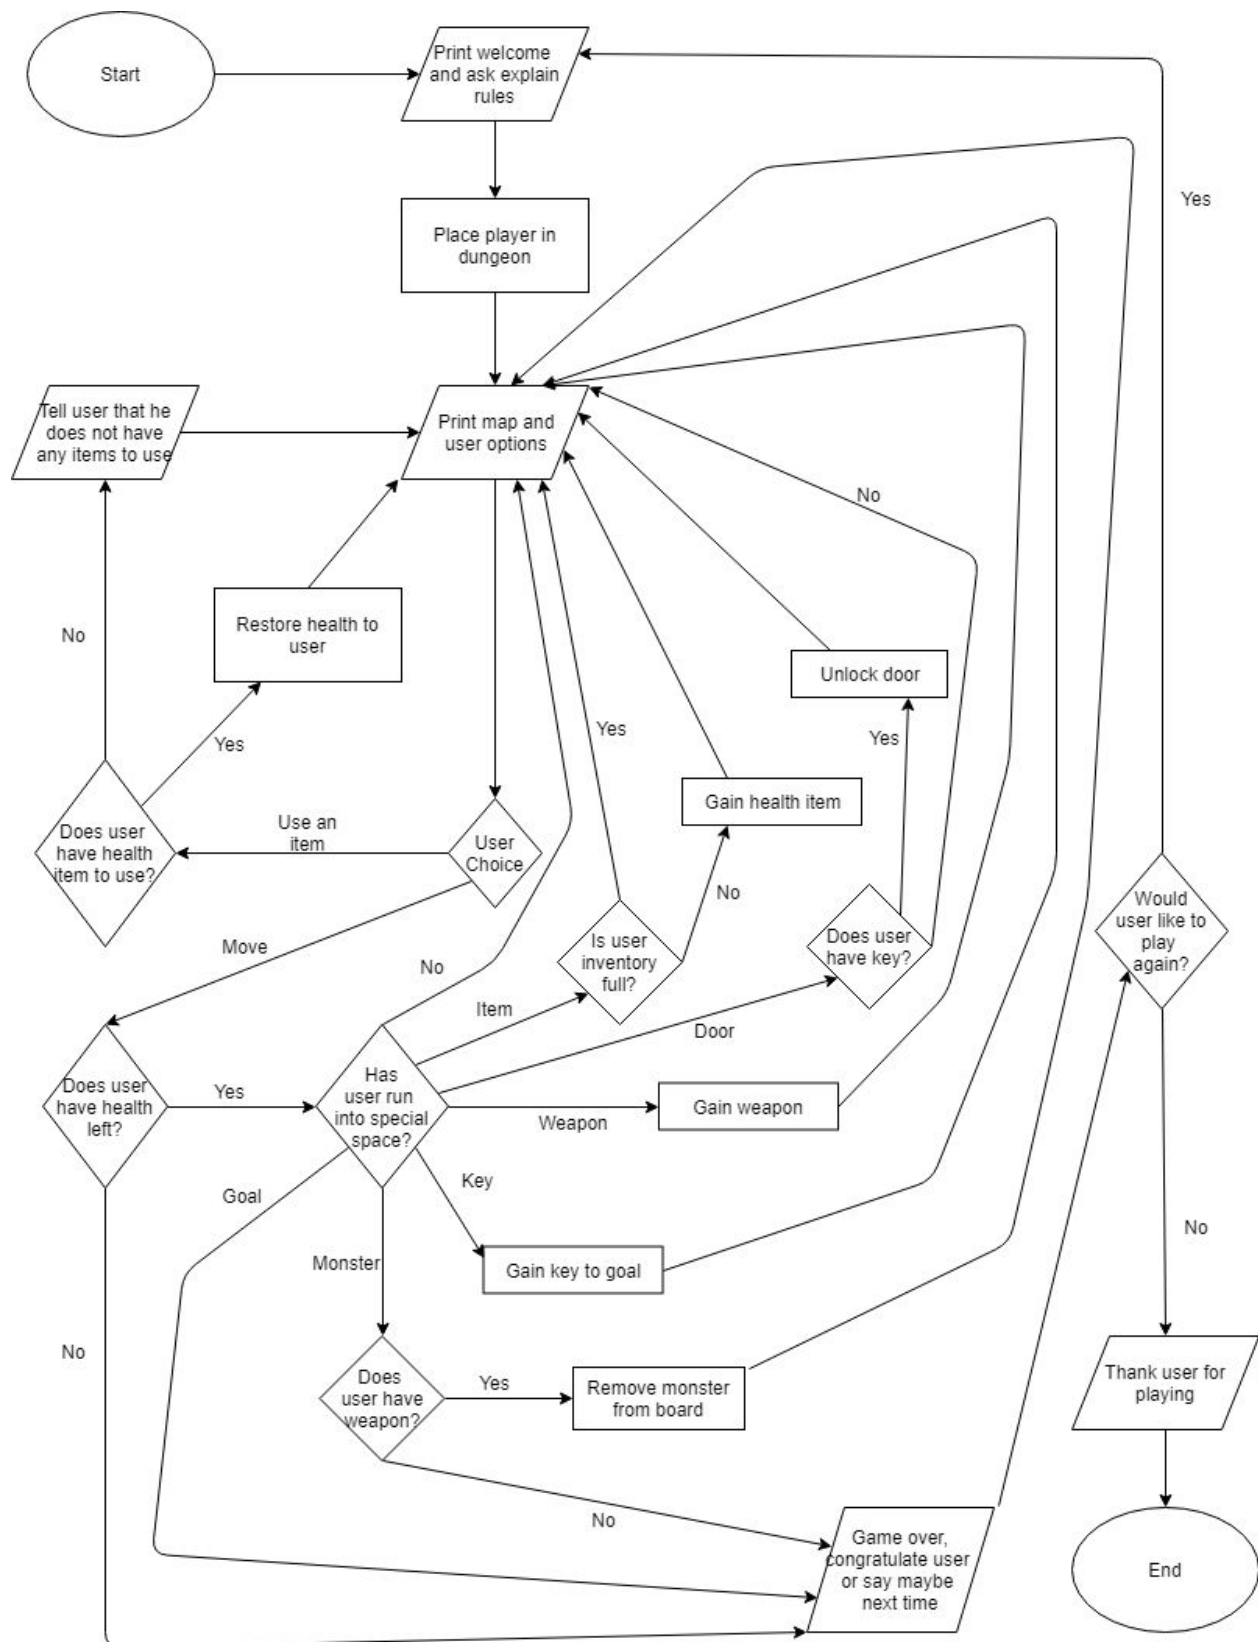 Start
Print welcome
and ask explain
rules
Yes
Place player in
dungeon
Tell user that he
does not have
any items to use
Print map and
user options
No
Restore health to
user
No
Unlock door
Yes
Yes
Yes
Gain health item
Use an
item
Does user
have health
item to use?
User
Choice
No
Would
user like to
play
again?
Is user
inventory
full?
Does user
have key?
Move
No
Item
Door
Does user
have health
left?
Yes
Has
user run
into special
space?
Weapon
Gain weapon
Key
Goal
No
Monster
Gain key to goal
No
Does
user have
weapon?
Yes
Remove monster
from board
Thank user for
playing
No
Game over,
congratulate user
or say maybe
next time
End